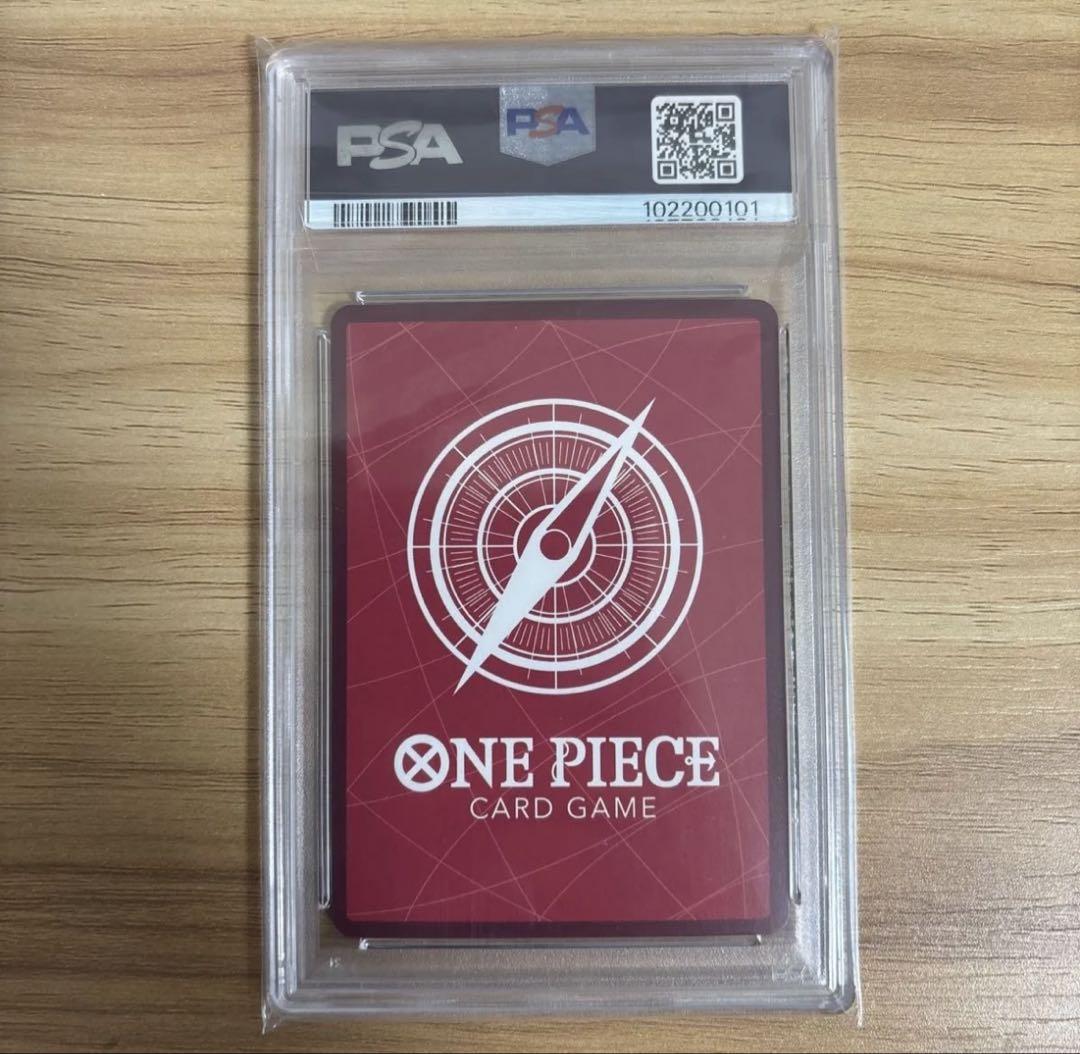 PSA
PSA
102200101
ONE PIECE
CARD GAME